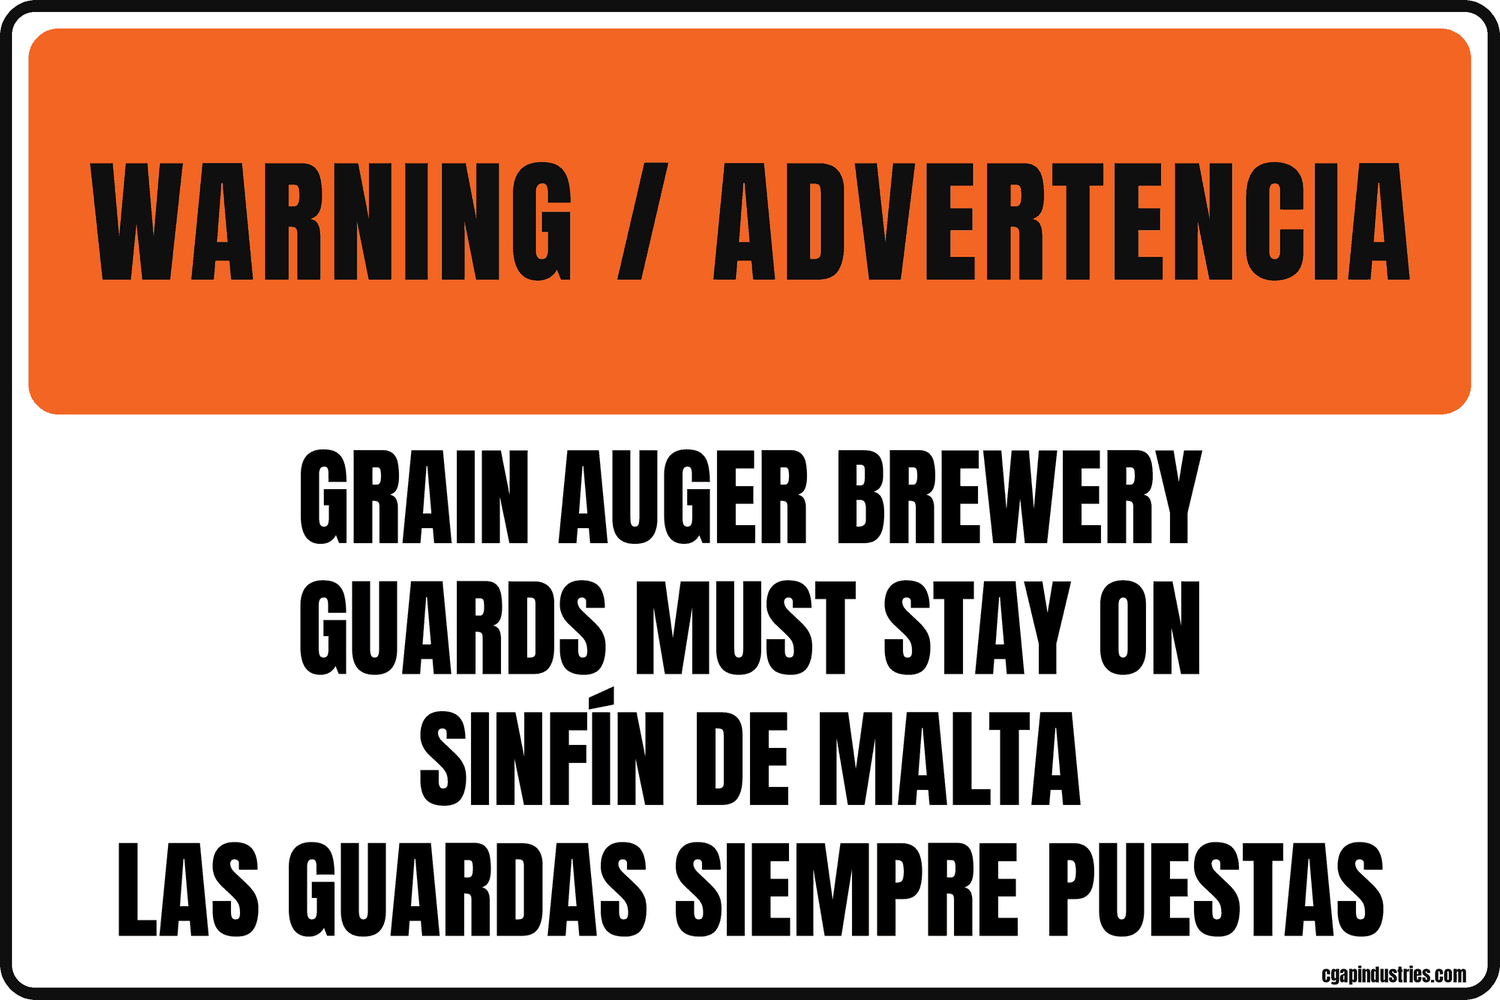 WARNING / ADVERTENCIA
GRAIN AUGER BREWERY
GUARDS MUST STAY ON
SINFÍN DE MALTA
LAS GUARDAS SIEMPRE PUESTAS
cgapindustries.com